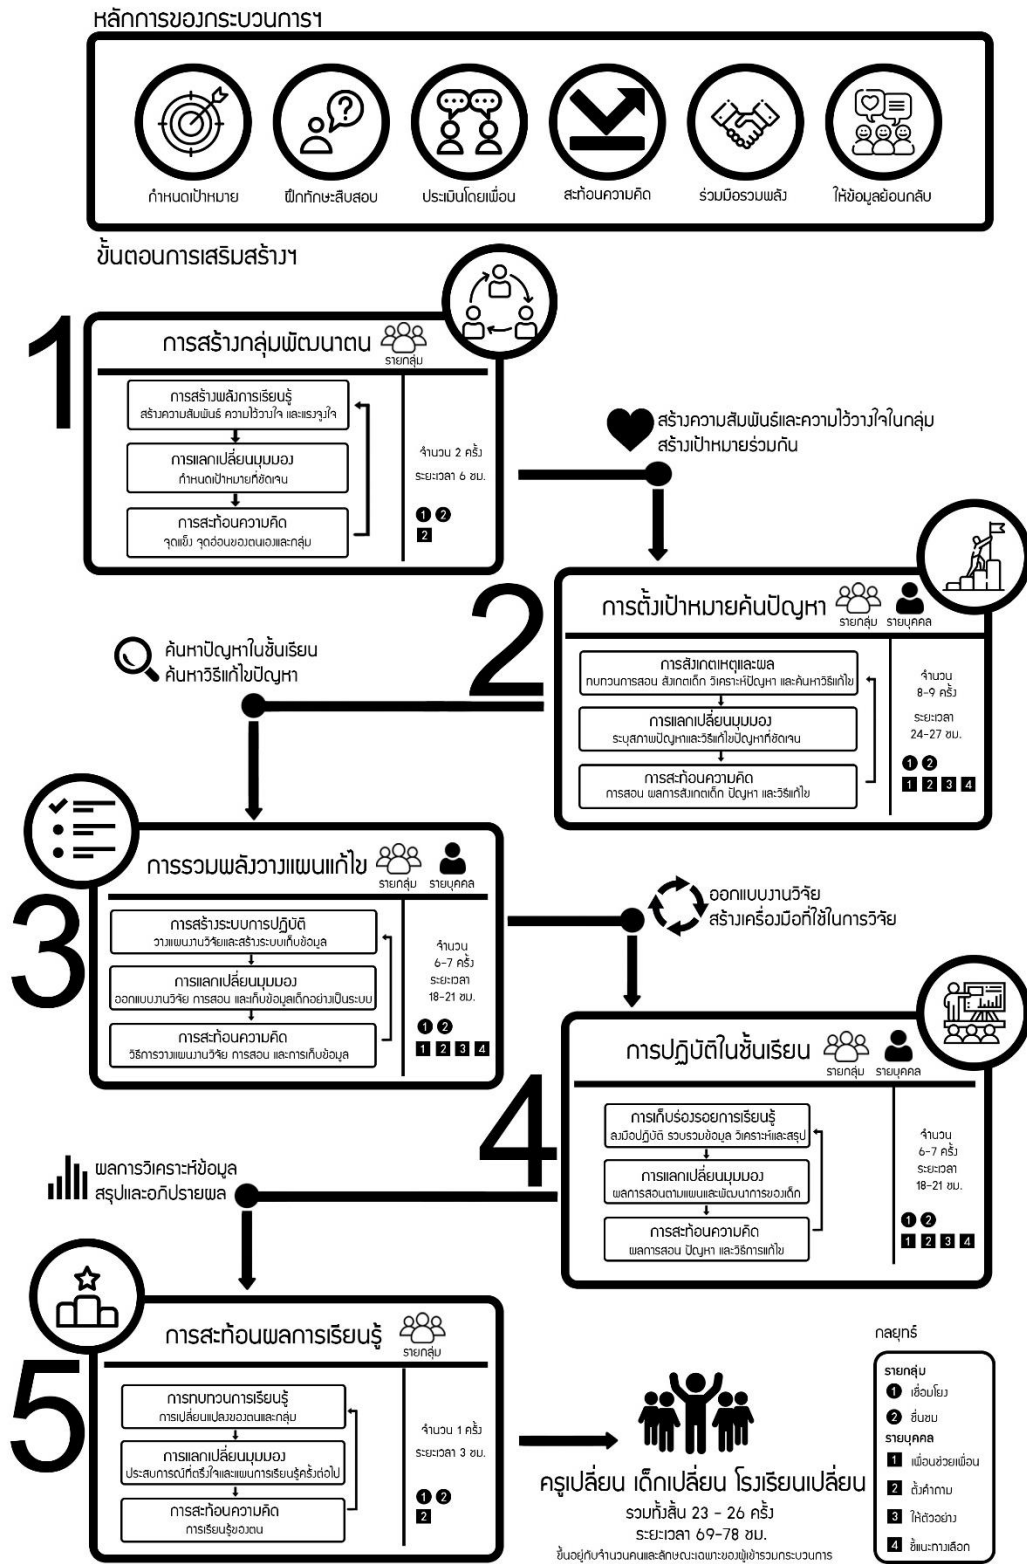 หลักการของกระบวนการฯ
กำหนดเป้าหมาย
ฝึกทักษะสืบสอบ
ประเมินโดยเพื่อน
สะท้อนความคิด
ร่วมมือรวมพลัง
ให้ข้อมูลย้อนกลับ
ขั้นตอนการเสริมสร้างฯ
1
การสร้างกลุ่มพัฒนาตน
รายกลุ่ม
การสร้างพลังการเรียนรู้
สร้างความสัมพันธ์ ความไว้วางใจ และแรงจูงใจ
การแลกเปลี่ยนมุมมอง
กำหนดเป้าหมายที่ชัดเจน
การสะท้อนความคิด
จุดแข็ง จุดอ่อนของตนเองและกลุ่ม
จำนวน 2 ครั้ง
ระยะเวลา 6 ชม.
1 2
2
สร้างความสัมพันธ์และความไว้วางใจในกลุ่ม
สร้างเป้าหมายร่วมกัน
2
การตั้งเป้าหมายค้นปัญหา
รายกลุ่ม รายบุคคล
การสังเกตเหตุและผล
ทบทวนการสอน สังเกตเด็ก วิเคราะห์ปัญหา และค้นหาวิธีแก้ไข
การแลกเปลี่ยนมุมมอง
ระบุสภาพปัญหาและวิธีแก้ไขปัญหาที่ชัดเจน
การสะท้อนความคิด
การสอน ผลการสังเกตเด็ก ปัญหา และวิธีแก้ไข
จำนวน
8-9 ครั้ง
ระยะเวลา
24-27 ชม.
1 2
1 2 3 4
ค้นหาปัญหาในชั้นเรียน
ค้นหาวิธีแก้ไขปัญหา
3
การรวมพลังวางแผนแก้ไข
รายกลุ่ม รายบุคคล
การสร้างระบบการปฏิบัติ
วางแผนงานวิจัยและสร้างระบบเก็บข้อมูล
การแลกเปลี่ยนมุมมอง
ออกแบบงานวิจัย การสอน และเก็บข้อมูลเด็กอย่างเป็นระบบ
การสะท้อนความคิด
วิธีการวางแผนงานวิจัย การสอน และการเก็บข้อมูล
จำนวน
6-7 ครั้ง
ระยะเวลา
18-21 ชม.
1 2
1 2 3 4
ออกแบบงานวิจัย
สร้างเครื่องมือที่ใช้ในการวิจัย
4
การปฏิบัติในชั้นเรียน
รายกลุ่ม รายบุคคล
การเก็บร่องรอยการเรียนรู้
ลงมือปฏิบัติ รวบรวมข้อมูล วิเคราะห์และสรุป
การแลกเปลี่ยนมุมมอง
ผลการสอนตามแผนและพัฒนาการของเด็ก
การสะท้อนความคิด
ผลการสอน ปัญหา และวิธีการแก้ไข
จำนวน
6-7 ครั้ง
ระยะเวลา
18-21 ชม.
1 2
1 2 3 4
ผลการวิเคราะห์ข้อมูล
สรุปและอภิปรายผล
5
การสะท้อนผลการเรียนรู้
รายกลุ่ม
การทบทวนการเรียนรู้
การเปลี่ยนแปลงของตนและกลุ่ม
การแลกเปลี่ยนมุมมอง
ประสบการณ์ที่ตรึงใจและแผนการเรียนรู้ครั้งต่อไป
การสะท้อนความคิด
การเรียนรู้ของตน
จำนวน 1 ครั้ง
ระยะเวลา 3 ชม.
1 2
2
ครูเปลี่ยน เด็กเปลี่ยน โรงเรียนเปลี่ยน
รวมทั้งสิ้น 23 - 26 ครั้ง
ระยะเวลา 69-78 ชม.
ขึ้นอยู่กับจำนวนคนและลักษณะเฉพาะของผู้เข้ารวมกระบวนการ
กลยุทธ์
รายกลุ่ม
1 เชื่อมโยง
2 ชื่นชม
รายบุคคล
1 เพื่อนช่วยเพื่อน
2 ตั้งคำถาม
3 ให้ตัวอย่าง
4 ชี้แนะทางเลือก